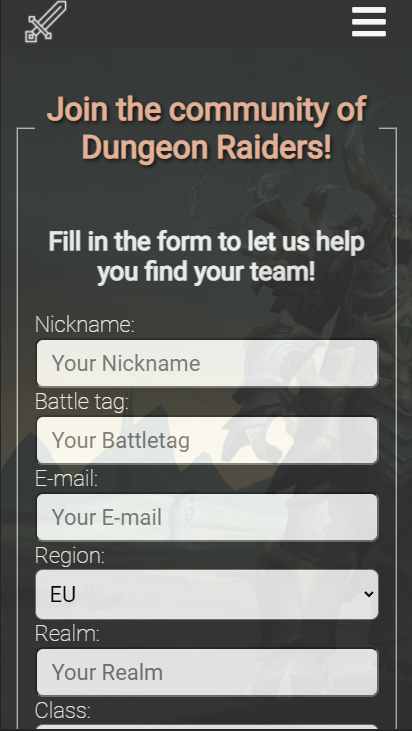 Join the community of
Dungeon Raiders!
Fill in the form to let us help
you find your team!
Nickname:
Your Nickname
Battle tag:
Your Battletag
E-mail:
Your E-mail
Region:
EU
Realm:
Your Realm
Class: